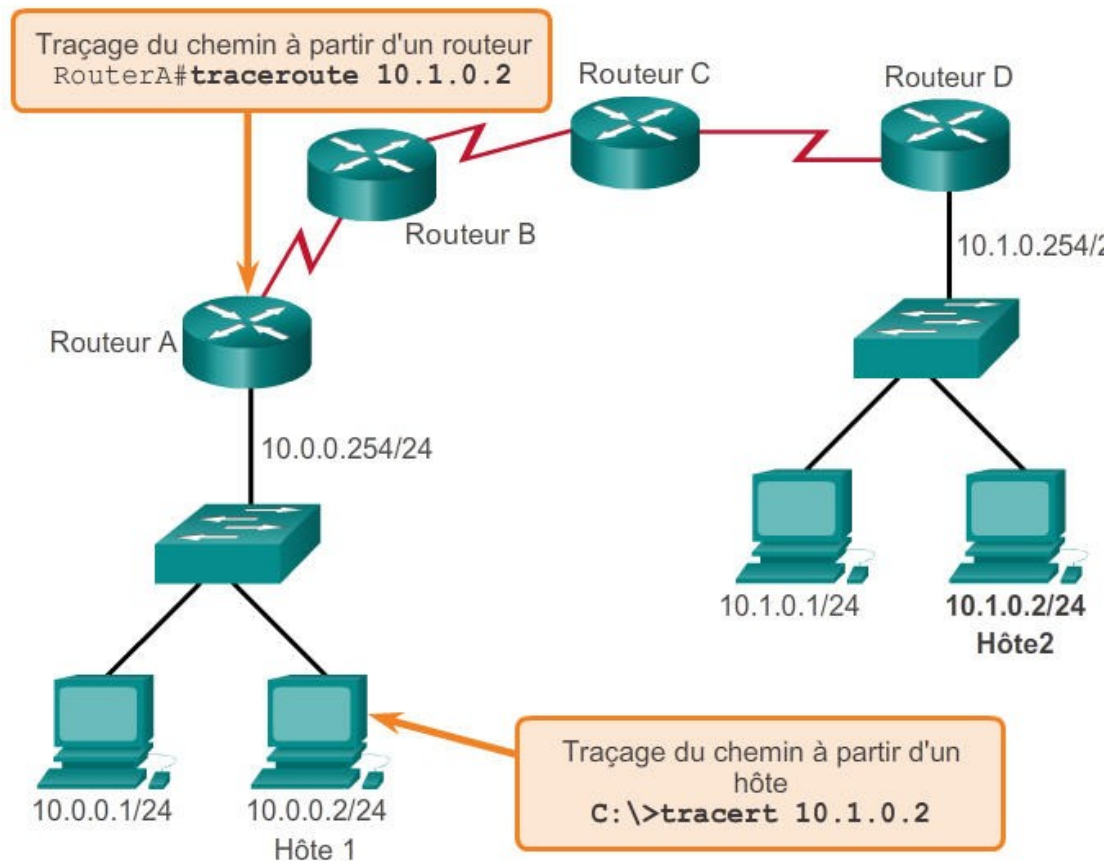 Traçage du chemin à partir d'un routeur
RouterA#traceroute 10.1.0.2
Routeur C
Routeur D
Routeur B
10.1.0.254/2
Routeur A
10.0.0.254/24
10.1.0.1/24
10.1.0.2/24
Hôte2
Traçage du chemin à partir d'un
hôte
C:\>tracert 10.1.0.2
10.0.0.1/24
10.0.0.2/24
Hôte 1